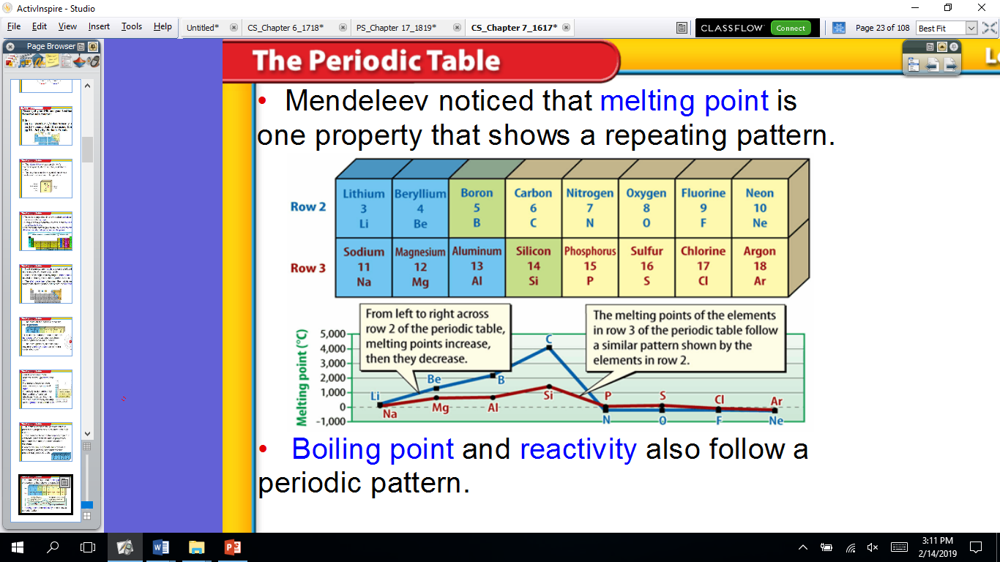 ActivInspire - Studio
File Edit View Insert Tools Help
Untitled* CS_Chapter 6_1718* PS_Chapter 17_1819* CS_Chapter 7_1617*
CLASSFLOW Connect
Page 23 of 108 Best Fit
Page Browser
The Periodic Table
• Mendeleev noticed that melting point is
one property that shows a repeating pattern.
Row 2
Lithium 3 Li
Beryllium 4 Be
Boron 5 B
Carbon 6 C
Nitrogen 7 N
Oxygen 8 O
Fluorine 9 F
Neon 10 Ne
Row 3
Sodium 11 Na
Magnesium 12 Mg
Aluminum 13 Al
Silicon 14 Si
Phosphorus 15 P
Sulfur 16 S
Chlorine 17 Cl
Argon 18 Ar
From left to right across
row 2 of the periodic table,
melting points increase,
then they decrease.
The melting points of the elements
in row 3 of the periodic table follow
a similar pattern shown by the
elements in row 2.
Melting point (°C)
5,000
4,000
3,000
2,000
1,000
0
-1,000
Li Be B C N O F Ne
Na Mg Al Si P S Cl Ar
• Boiling point and reactivity also follow a
periodic pattern.
3:11 PM
2/14/2019